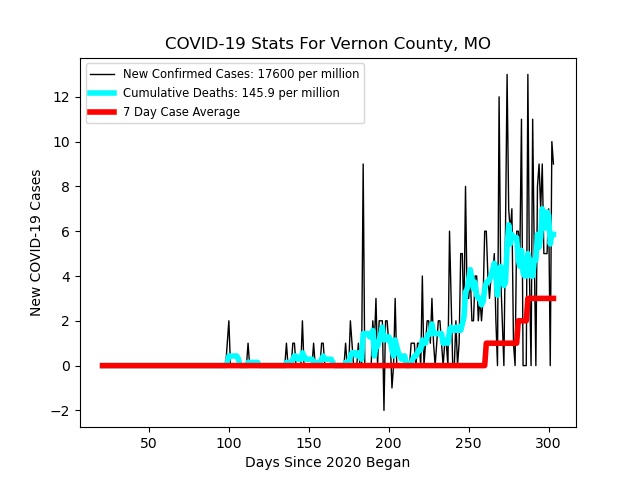 COVID-19 Stats For Vernon County, MO
New Confirmed Cases: 17600 per million
Cumulative Deaths: 145.9 per million
7 Day Case Average
New COVID-19 Cases
12
10
8
6
4
2
0
−2
50 100 150 200 250 300
Days Since 2020 Began